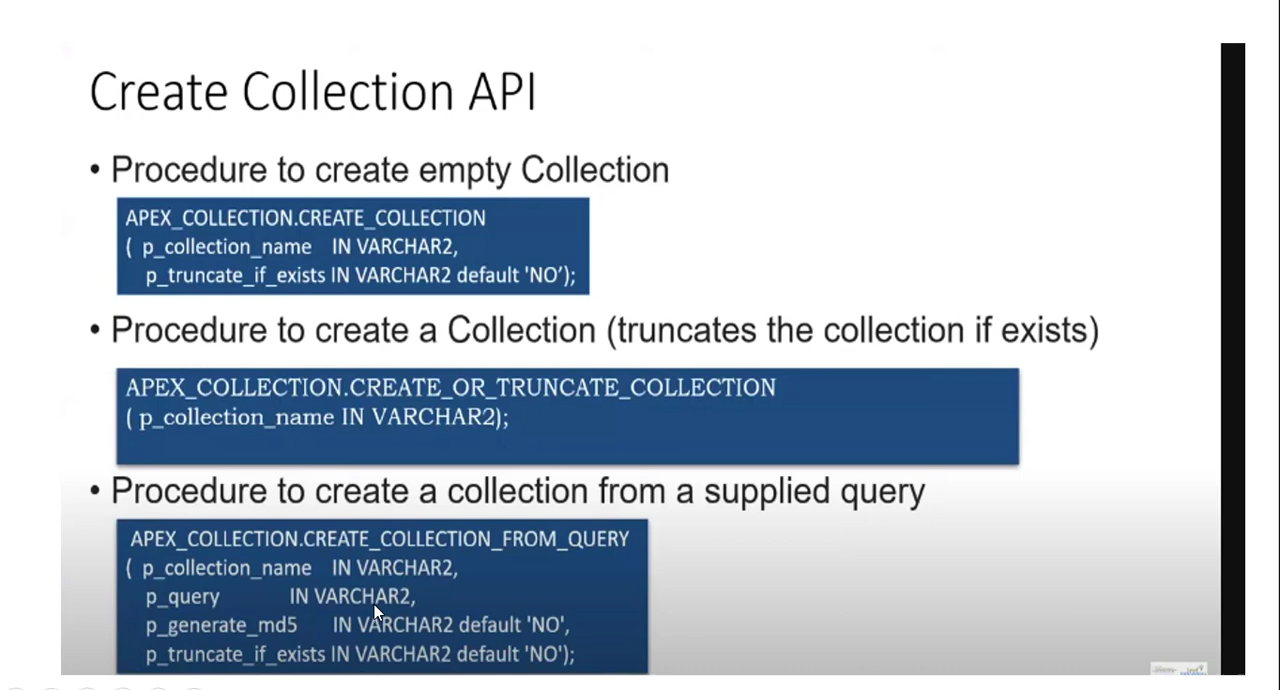 Create Collection API
• Procedure to create empty Collection
APEX_COLLECTION.CREATE_COLLECTION
( p_collection_name IN VARCHAR2,
p_truncate_if_exists IN VARCHAR2 default 'NO’);
• Procedure to create a Collection (truncates the collection if exists)
APEX_COLLECTION.CREATE_OR_TRUNCATE_COLLECTION
( p_collection_name IN VARCHAR2);
• Procedure to create a collection from a supplied query
APEX_COLLECTION.CREATE_COLLECTION_FROM_QUERY
( p_collection_name IN VARCHAR2,
p_query IN VARCHAR2,
p_generate_md5 IN VARCHAR2 default 'NO',
p_truncate_if_exists IN VARCHAR2 default 'NO');